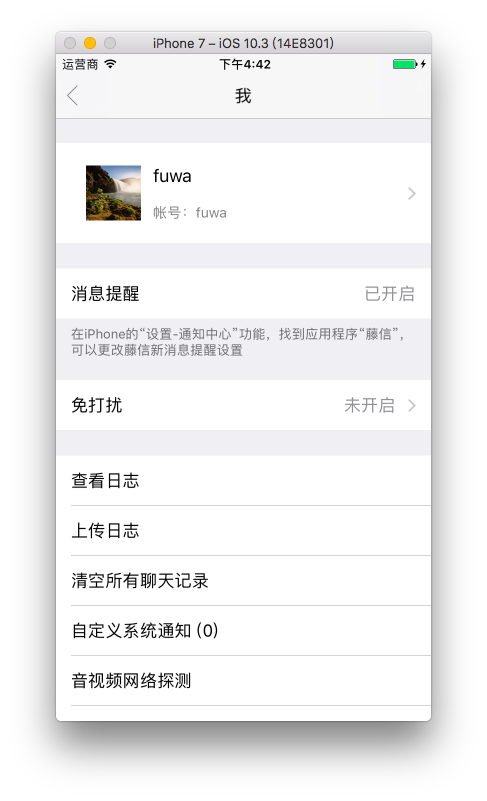 iPhone 7 – iOS 10.3 (14E8301)
运营商 下午4:42
我
fuwa
帐号：fuwa
消息提醒 已开启
在iPhone的“设置-通知中心”功能，找到应用程序“藤信”，
可以更改藤信新消息提醒设置
免打扰 未开启
查看日志
上传日志
清空所有聊天记录
自定义系统通知 (0)
音视频网络探测